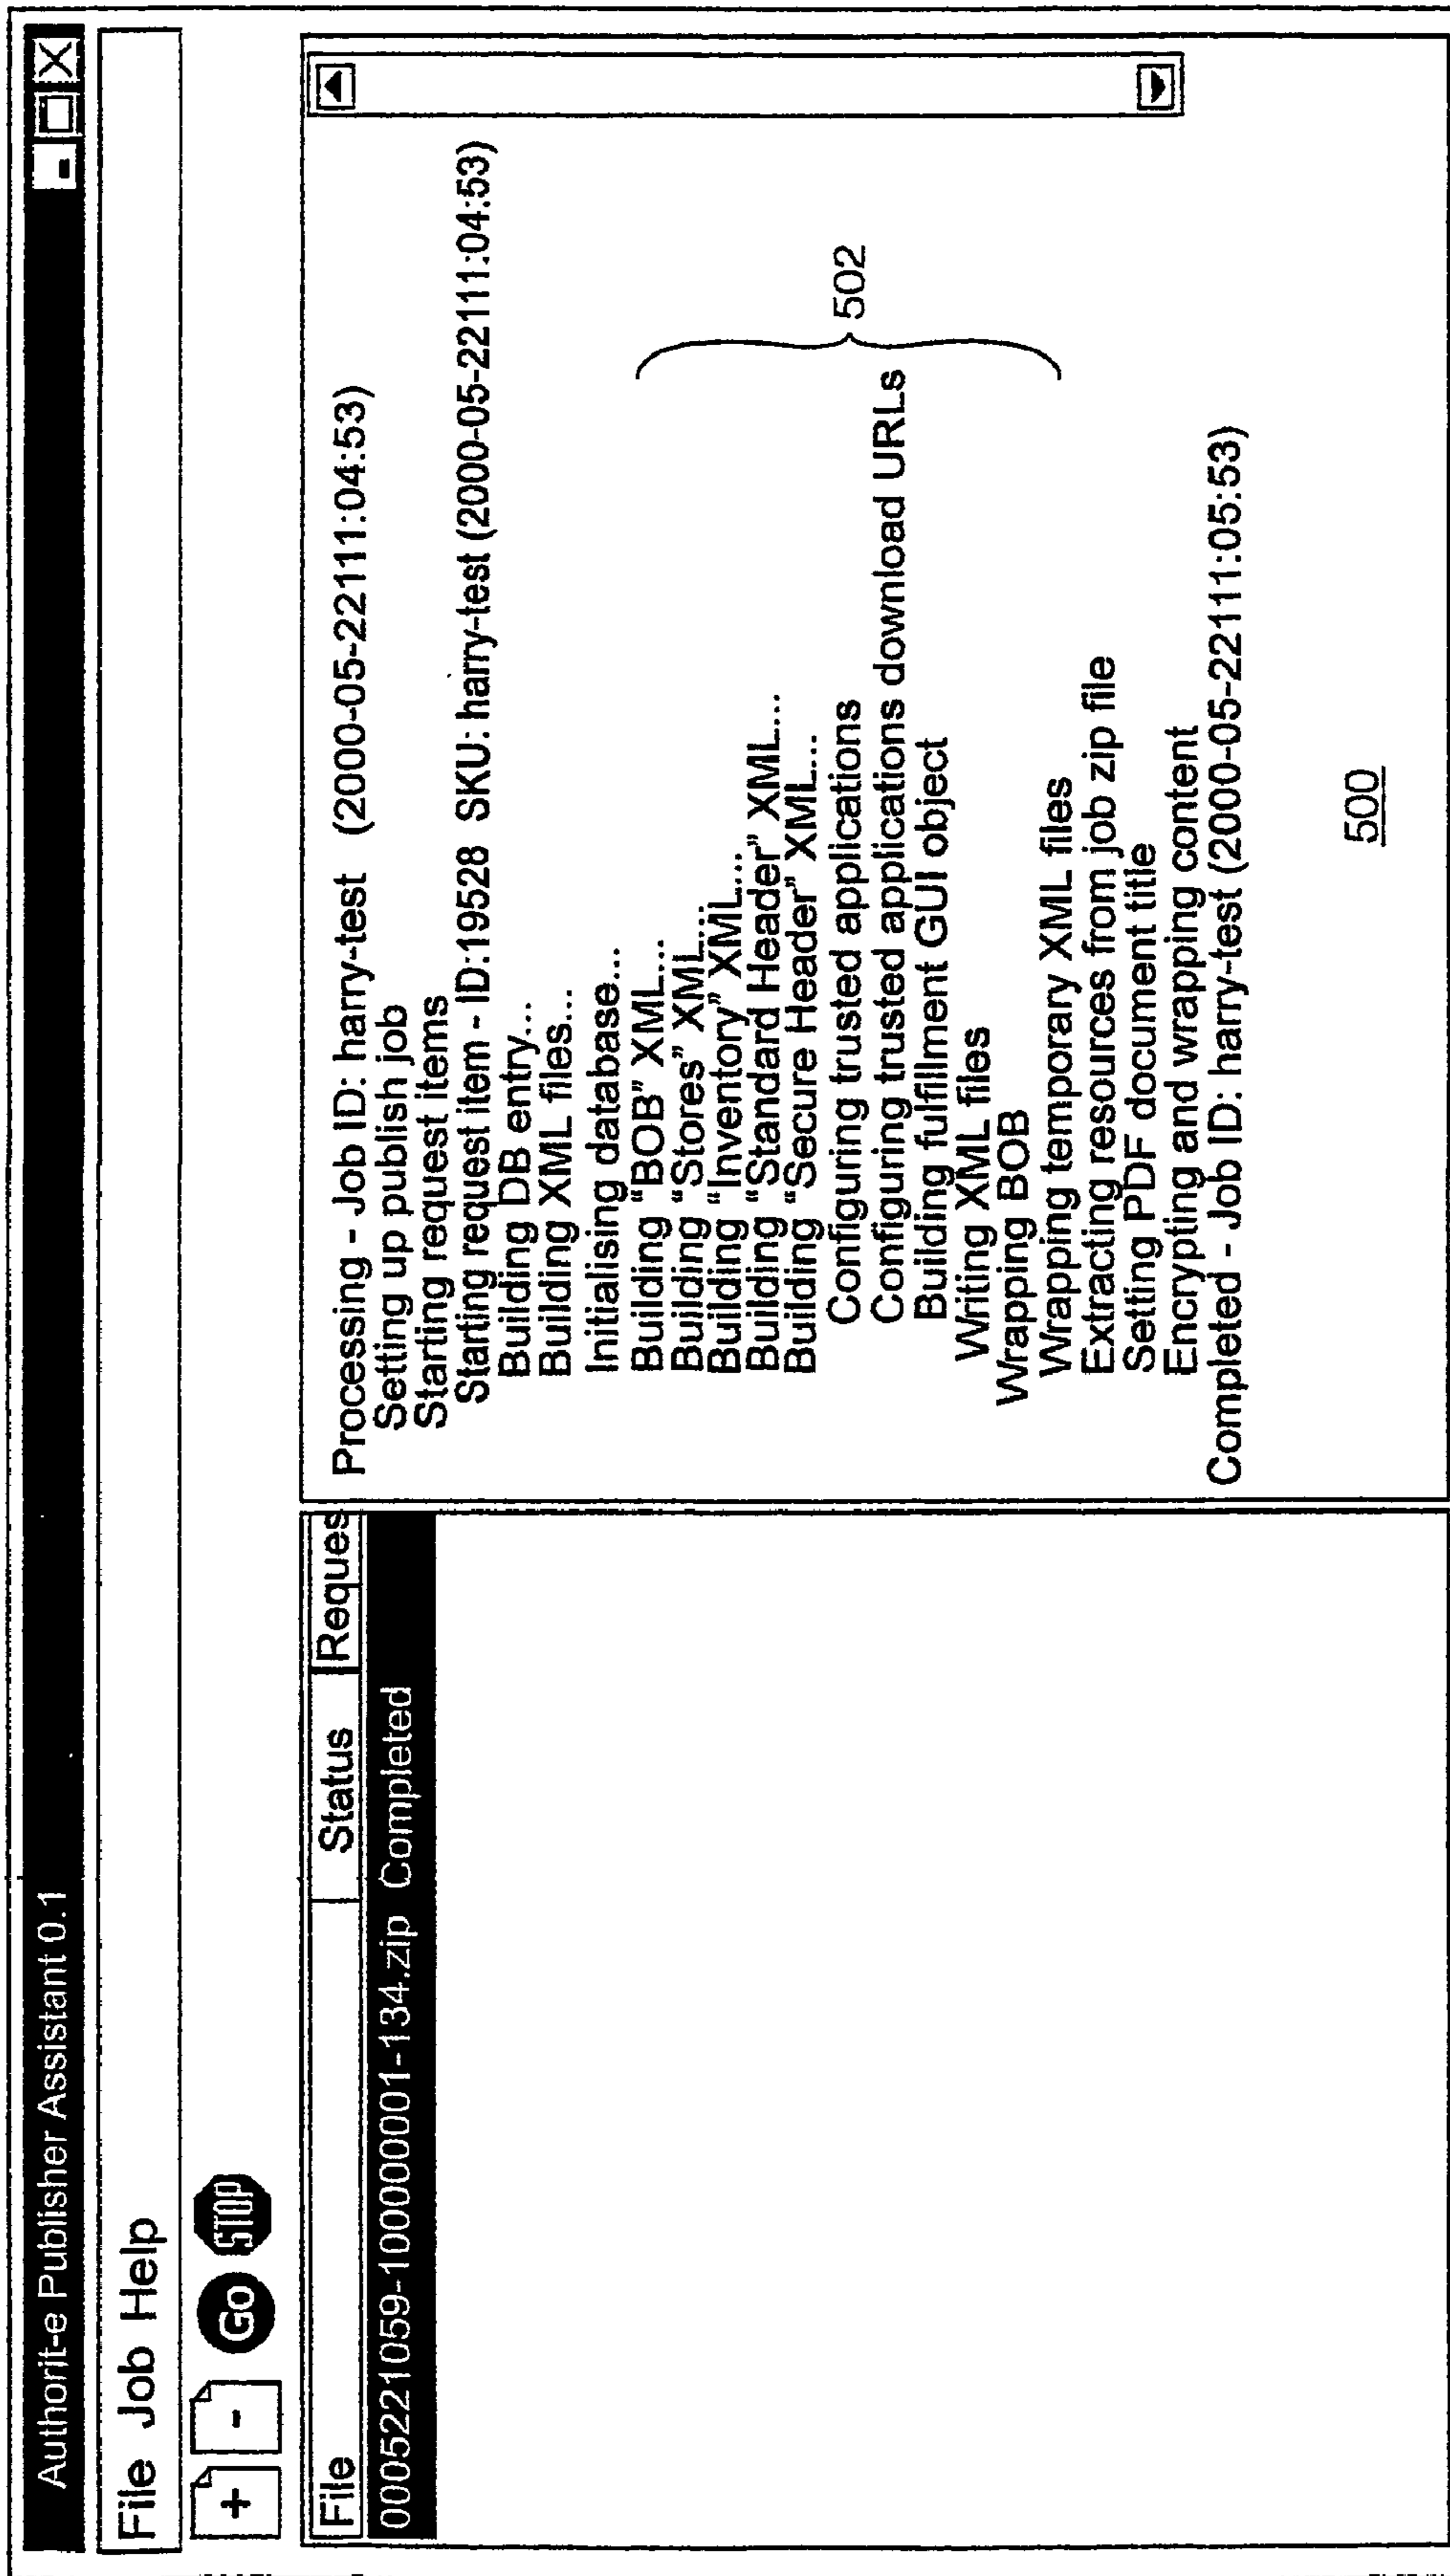 Authorit-e Publisher Assistant 0.1
File Job Help
+ - Go STOP
File Status Reques
0005221059-100000001-134.zip Completed
Processing - Job ID: harry-test (2000-05-22111:04:53)
Setting up publish job
Starting request items
Starting request item - ID:19528 SKU: harry-test (2000-05-22111:04:53)
Building DB entry...
Building XML files...
Initialising database...
Building "BOB" XML...
Building "Stores" XML...
Building "Inventory" XML...
Building "Standard Header" XML...
Building "Secure Header" XML...
Configuring trusted applications
Configuring trusted applications download URLs
Building fulfillment GUI object
Writing XML files
Wrapping BOB
Wrapping temporary XML files
Extracting resources from job zip file
Setting PDF document title
Encrypting and wrapping content
Completed - Job ID: harry-test (2000-05-22111:05:53)
502
500